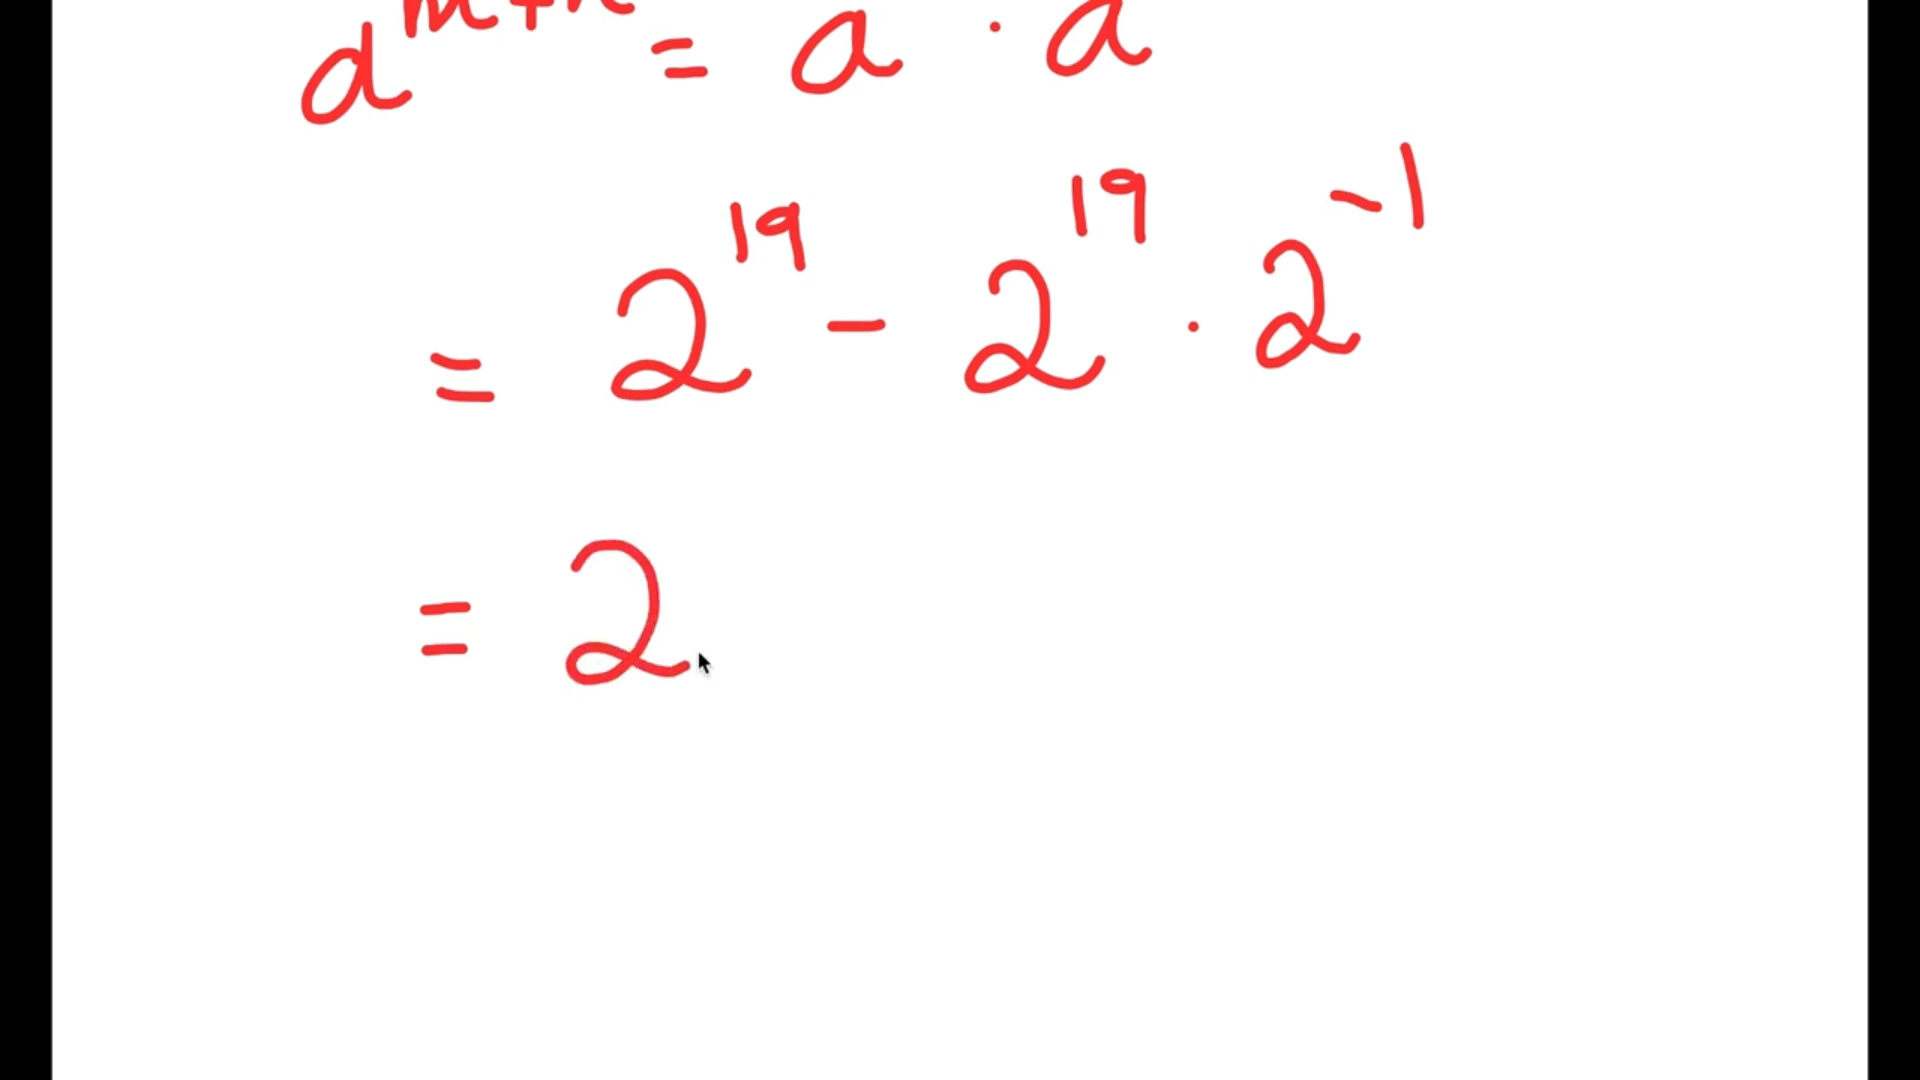 a^{m+n} = a · a
= 2^{19} - 2^{19} · 2^{-1}
= 2